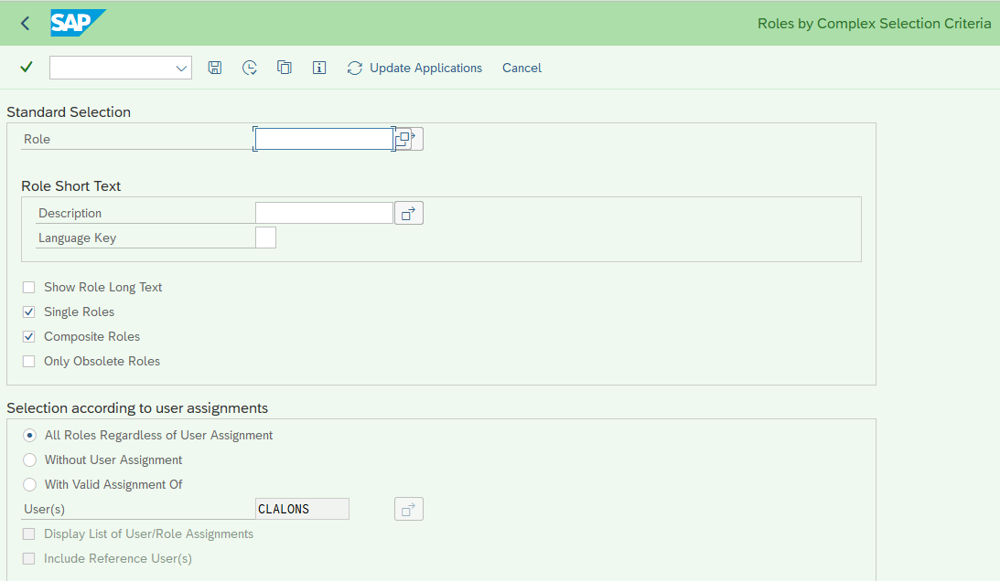 SAP
Roles by Complex Selection Criteria
Update Applications Cancel
Standard Selection
Role
Role Short Text
Description
Language Key
Show Role Long Text
Single Roles
Composite Roles
Only Obsolete Roles
Selection according to user assignments
All Roles Regardless of User Assignment
Without User Assignment
With Valid Assignment Of
User(s) CLALONS
Display List of User/Role Assignments
Include Reference User(s)